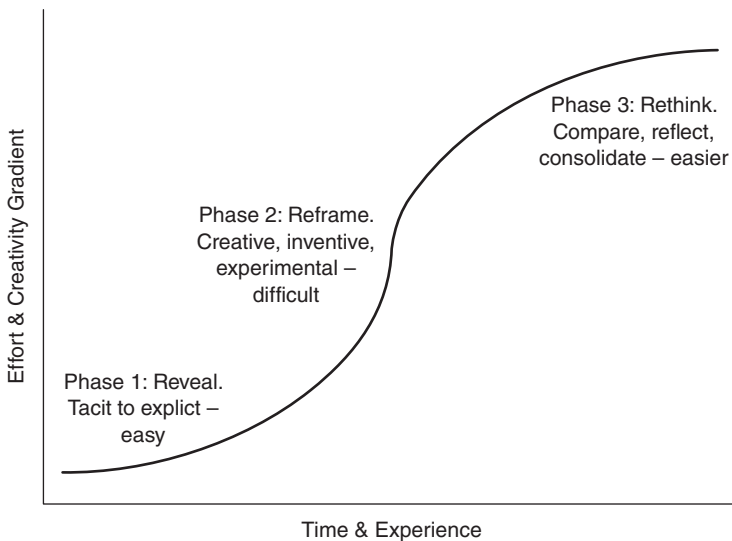 Effort & Creativity Gradient
Phase 3: Rethink.
Compare, reflect,
consolidate – easier
Phase 2: Reframe.
Creative, inventive,
experimental –
difficult
Phase 1: Reveal.
Tacit to explict –
easy
Time & Experience